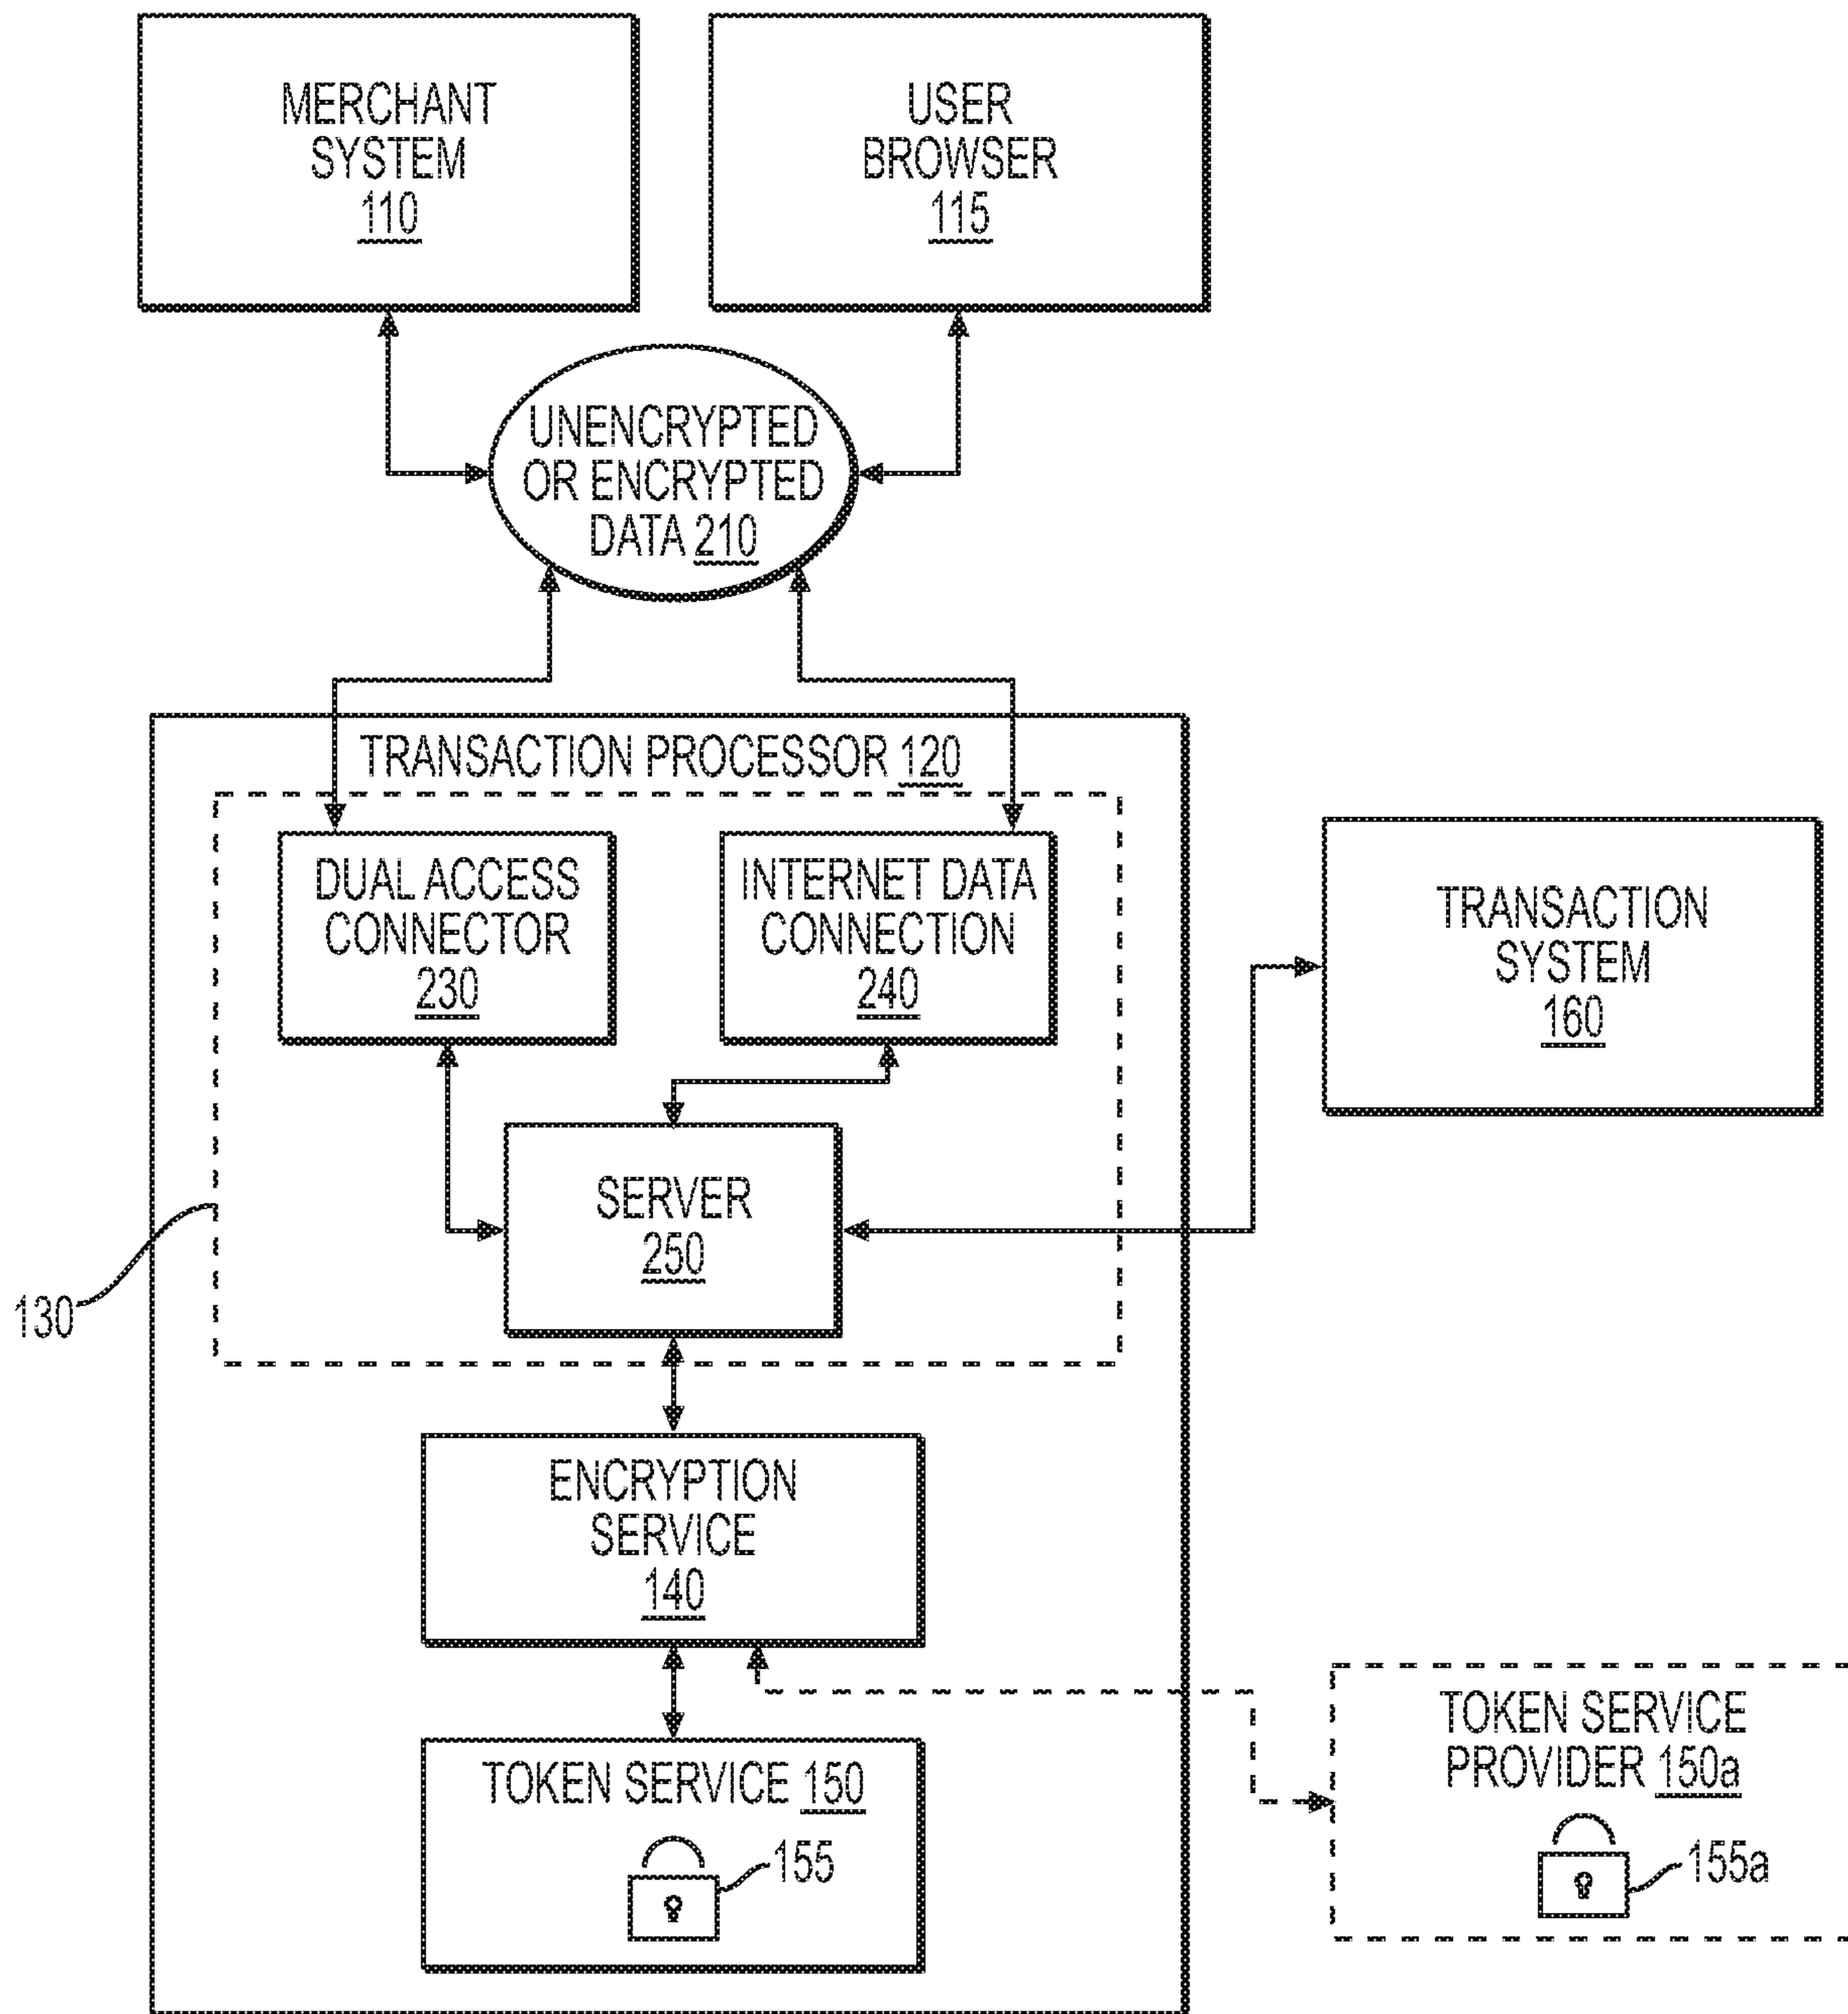 MERCHANT
SYSTEM
110
USER
BROWSER
115
UNENCRYPTED
OR ENCRYPTED
DATA 210
TRANSACTION PROCESSOR 120
DUAL ACCESS
CONNECTOR
230
INTERNET DATA
CONNECTION
240
TRANSACTION
SYSTEM
160
SERVER
250
130
ENCRYPTION
SERVICE
140
TOKEN SERVICE 150
155
TOKEN SERVICE
PROVIDER 150a
155a